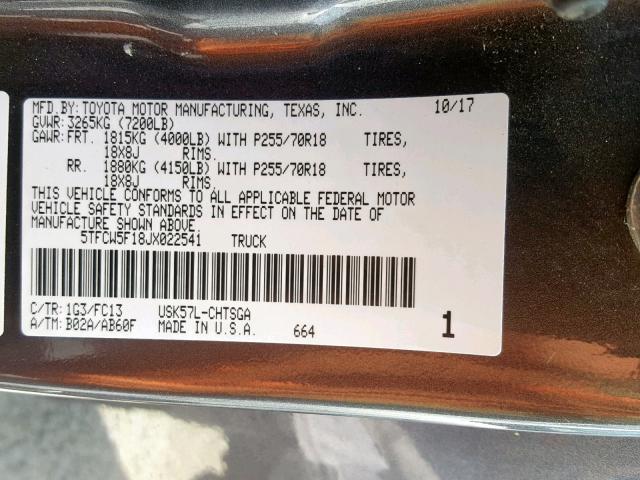 MFD.BY:TOYOTA MOTOR MANUFACTURING, TEXAS, INC. 10/17
GVWR: 3265KG (7200LB)
GAWR:FRT. 1815KG (4000LB) WITH P255/70R18 TIRES,
18X8J RIMS.
RR. 1880KG (4150LB) WITH P255/70R18 TIRES,
18X8J RIMS
THIS VEHICLE CONFORMS TO ALL APPLICABLE FEDERAL MOTOR
VEHICLE SAFETY STANDARDS IN EFFECT ON THE DATE OF
MANUFACTURE SHOWN ABOVE.
5TFCW5F18JX022541 TRUCK
C/TR: 1G3/FC13 USK57L-CHTSGA
A/TM: B02A/AB60F MADE IN U.S.A. 664 1